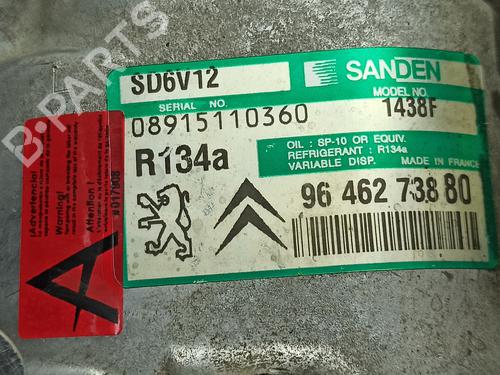 B-PARTS
SD6V12
SANDEN
SERIAL NO.
MODEL NO.
08915110360
1438F
R134a
OIL : SP-10 OR EQUIV.
REFRIGERANT : R134a
VARIABLE DISP. MADE IN FRANCE
96 462 738 80
¡Advertencia!
Warning!
Attention !
#017908
A